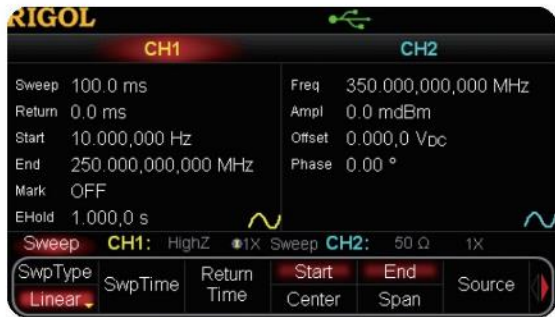 RIGOL
CH1
CH2
Sweep 100.0 ms
Return 0.0 ms
Start 10.000,000 Hz
End 250.000,000,000 MHz
Mark OFF
EHold 1.000,0 s
Freq 350.000,000,000 MHz
Ampl 0.0 mdBm
Offset 0.000,0 VDC
Phase 0.00 °
Sweep CH1: HighZ 1X Sweep CH2: 50 Ω 1X
SwpType
Linear
SwpTime
Return
Time
Start
Center
End
Span
Source